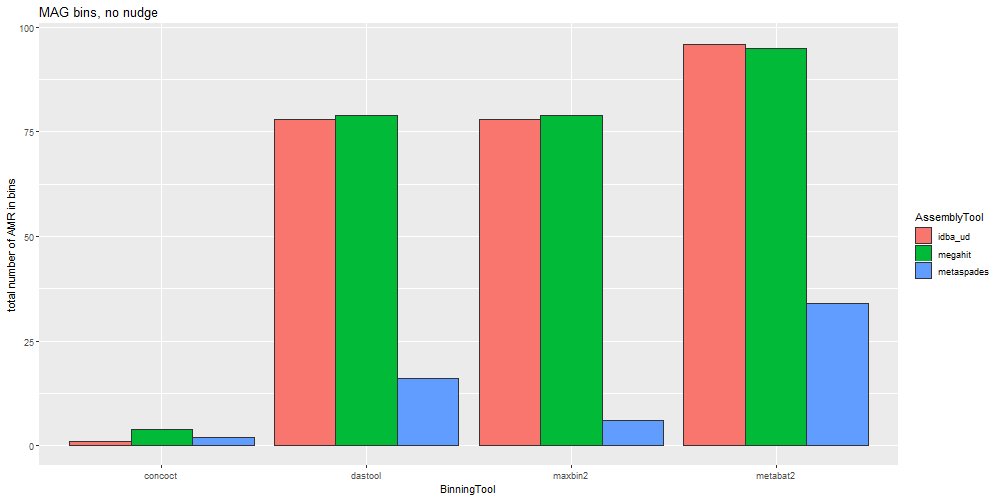 MAG bins, no nudge
total number of AMR in bins
100
75
50
25
0
concoct dastool maxbin2 metabat2
BinningTool
AssemblyTool
idba_ud
megahit
metaspades